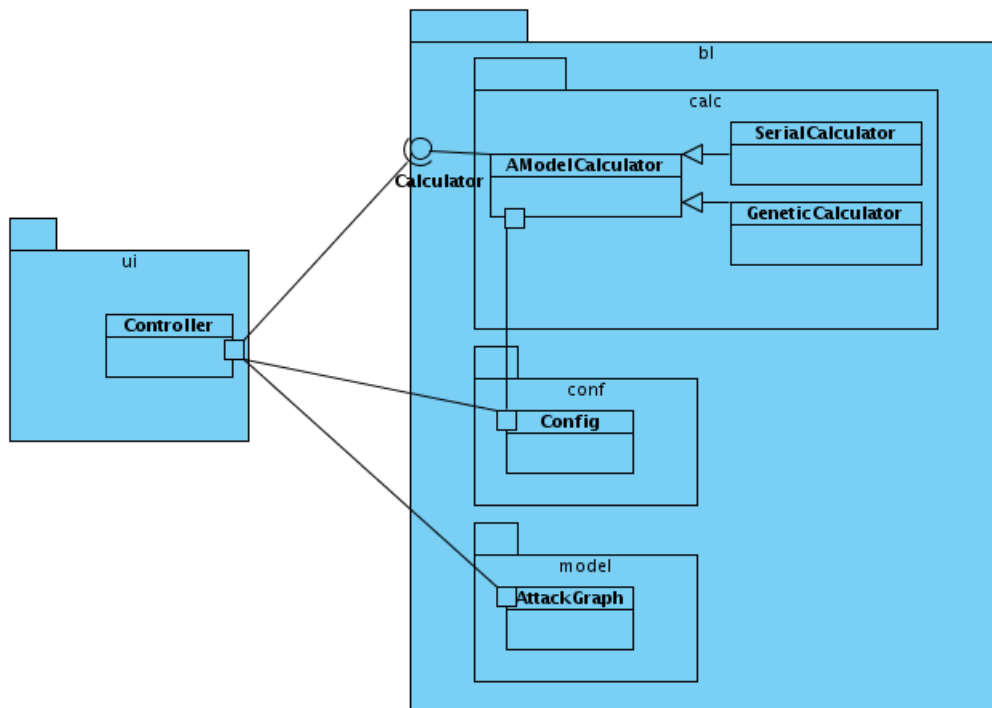 bl
calc
SerialCalculator
AModelCalculator
Calculator
GeneticCalculator
ui
Controller
conf
Config
model
AttackGraph